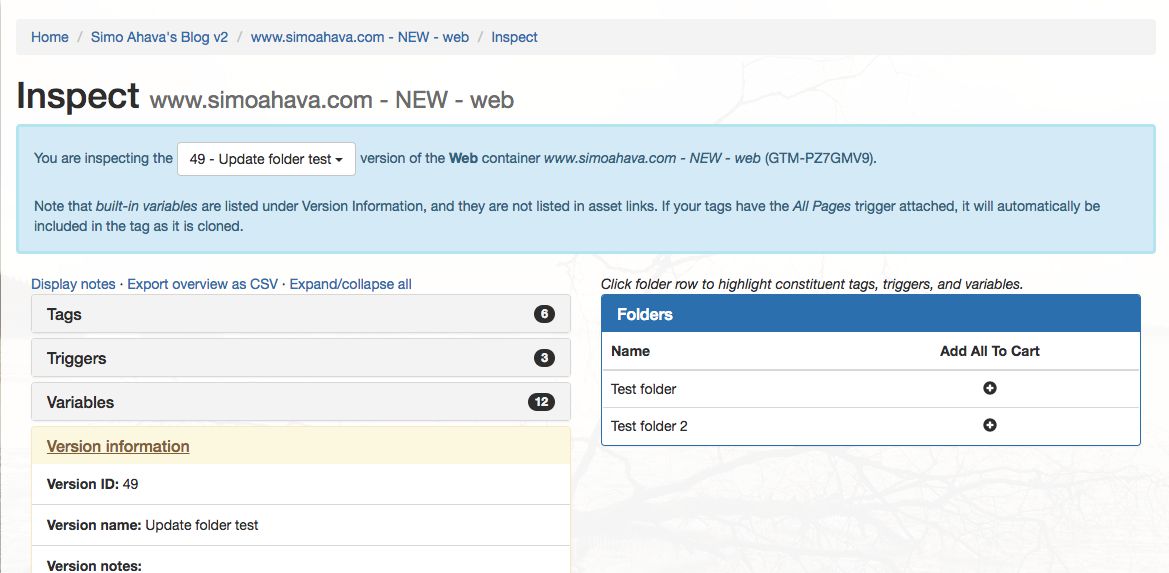 Home / Simo Ahava's Blog v2 / www.simoahava.com - NEW - web / Inspect
Inspect www.simoahava.com - NEW - web
You are inspecting the 49 - Update folder test version of the Web container www.simoahava.com - NEW - web (GTM-PZ7GMV9).
Note that built-in variables are listed under Version Information, and they are not listed in asset links. If your tags have the All Pages trigger attached, it will automatically be
included in the tag as it is cloned.
Display notes · Export overview as CSV · Expand/collapse all
Tags 6
Triggers 3
Variables 12
Version information
Version ID: 49
Version name: Update folder test
Version notes:
Click folder row to highlight constituent tags, triggers, and variables.
Folders
Name Add All To Cart
Test folder
Test folder 2